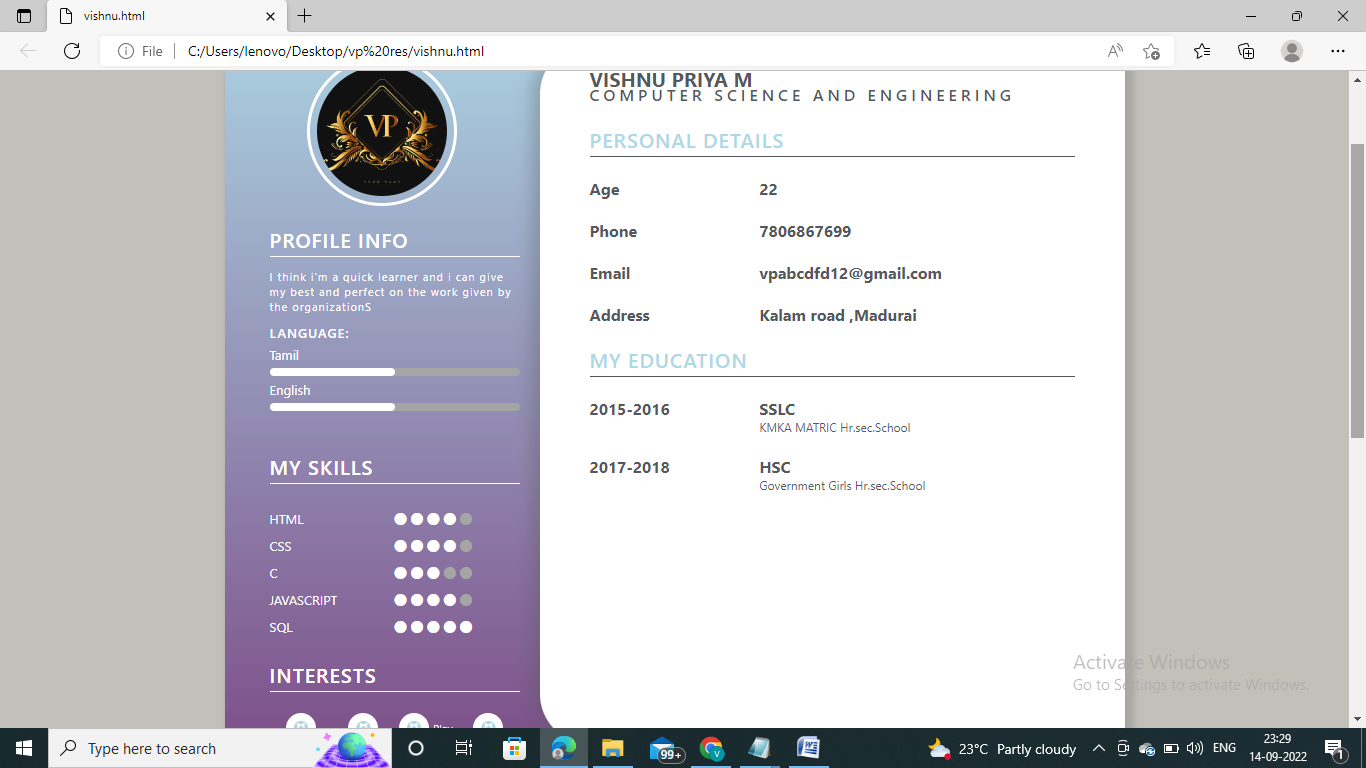 vishnu.html
File
C:/Users/lenovo/Desktop/vp%20res/vishnu.html
VP
VISHNU PRIYA M
COMPUTER SCIENCE AND ENGINEERING
PERSONAL DETAILS
Age 22
Phone 7806867699
Email vpabcdfd12@gmail.com
Address Kalam road ,Madurai
MY EDUCATION
2015-2016 SSLC
KMKA MATRIC Hr.sec.School
2017-2018 HSC
Government Girls Hr.sec.School
PROFILE INFO
I think i'm a quick learner and i can give
my best and perfect on the work given by
the organizationS
LANGUAGE:
Tamil
English
MY SKILLS
HTML
CSS
C
JAVASCRIPT
SQL
INTERESTS
Activate Windows
Go to Settings to activate Windows.
Type here to search
99+
V
23°C Partly cloudy
ENG
23:29
14-09-2022
1